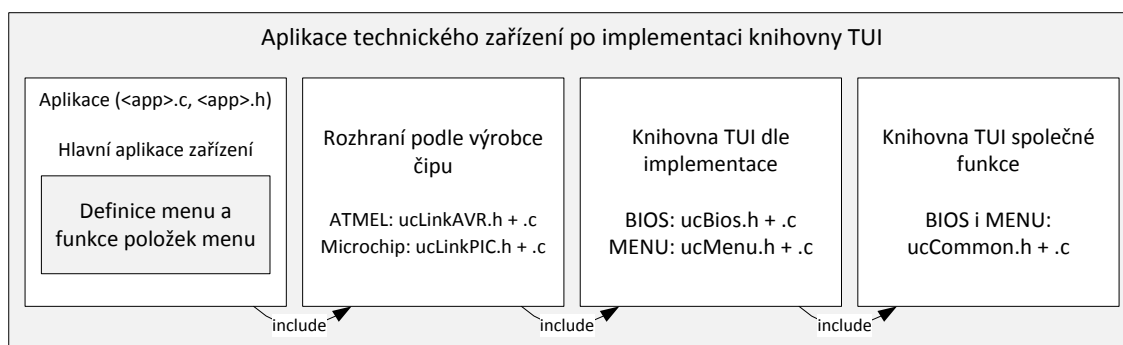 Aplikace technického zařízení po implementaci knihovny TUI
Aplikace (<app>.c, <app>.h)
Hlavní aplikace zařízení
Definice menu a
funkce položek menu
Rozhraní podle výrobce
čipu
ATMEL: ucLinkAVR.h + .c
Microchip: ucLinkPIC.h + .c
Knihovna TUI dle
implementace
BIOS: ucBios.h + .c
MENU: ucMenu.h + .c
Knihovna TUI společné
funkce
BIOS i MENU:
ucCommon.h + .c
include
include
include